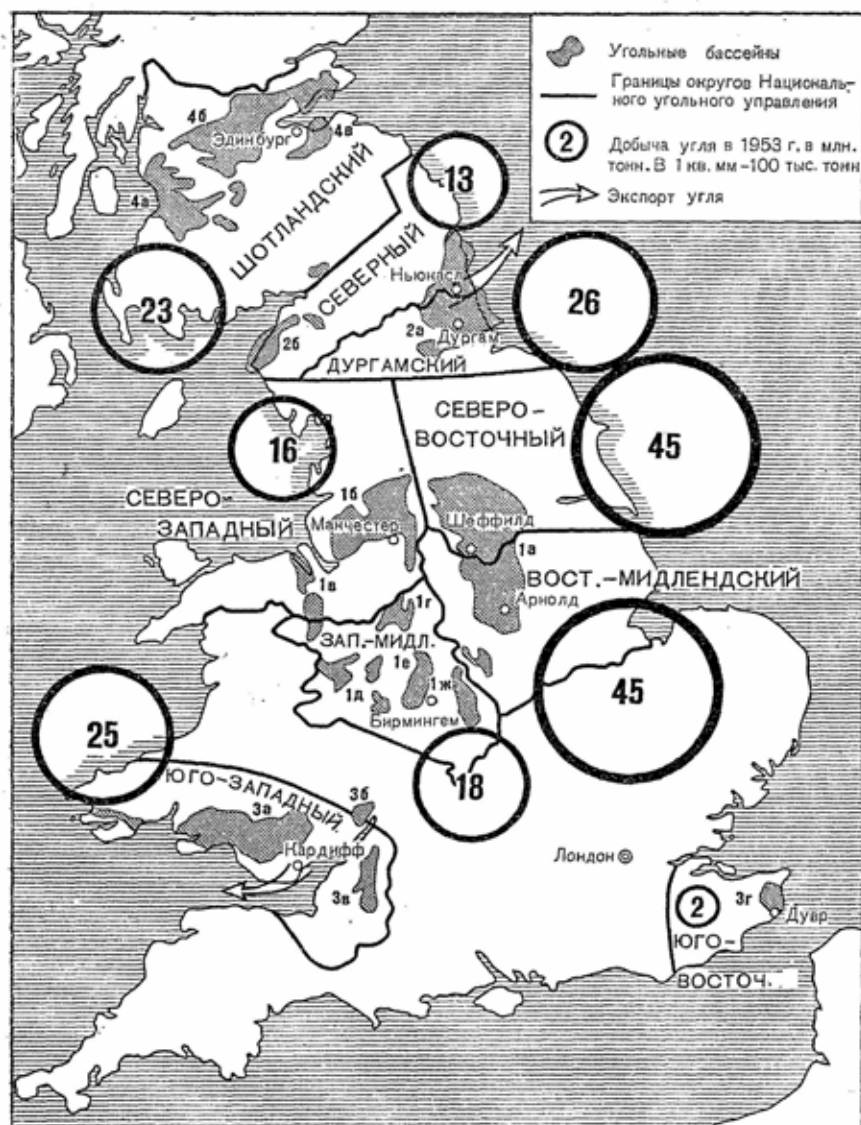 Угольные бассейны
Границы округов Националь-
ного угольного управления
2
Добыча угля в 1953 г. в млн.
тонн. В 1 кв. мм – 100 тыс. тонн
Экспорт угля
4б
Эдинбург
4в
4а
ШОТЛАНДСКИЙ
13
23
СЕВЕРНЫЙ
Ньюкасл
26
2б
2а
Дургам
ДУРГАМСКИЙ
СЕВЕРО-
ВОСТОЧНЫЙ
45
16
СЕВЕРО-
ЗАПАДНЫЙ
1б
Манчестер
Шеффилд
1а
ВОСТ.-МИДЛЕНДСКИЙ
Арнолд
1в
1г
ЗАП.-МИДЛ.
1е
1д
1ж
Бирмингем
45
25
18
ЮГО-ЗАПАДНЫЙ
3а
3б
Кардифф
3в
Лондон
2
3г
Дувр
ЮГО-
ВОСТОЧ.